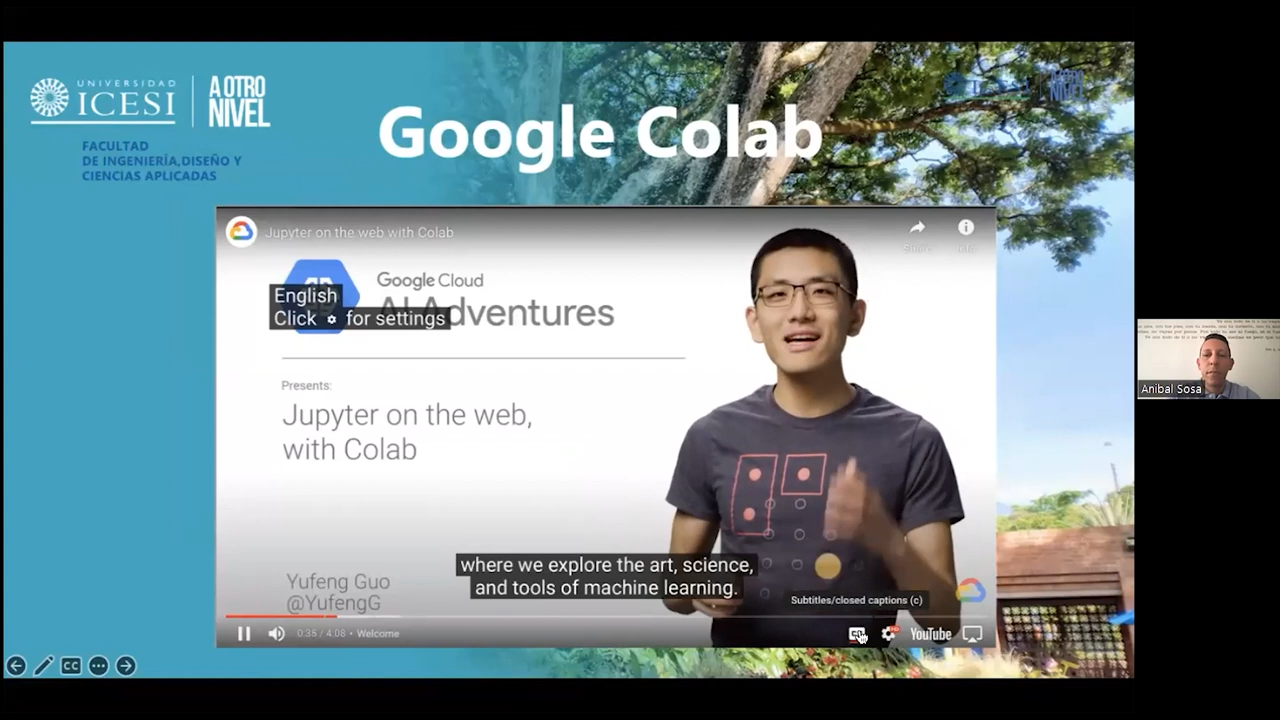 UNIVERSIDAD
ICESI
A OTRO
NIVEL
FACULTAD
DE INGENIERÍA,DISEÑO Y
CIENCIAS APLICADAS
Google Colab
Jupyter on the web with Colab
Google Cloud
AI Adventures
English
Click for settings
Presents:
Jupyter on the web,
with Colab
Yufeng Guo
@YufengG
where we explore the art, science,
and tools of machine learning.
Subtitles/closed captions (c)
0:35 / 4:08 • Welcome
YouTube
CC
Anibal Sosa